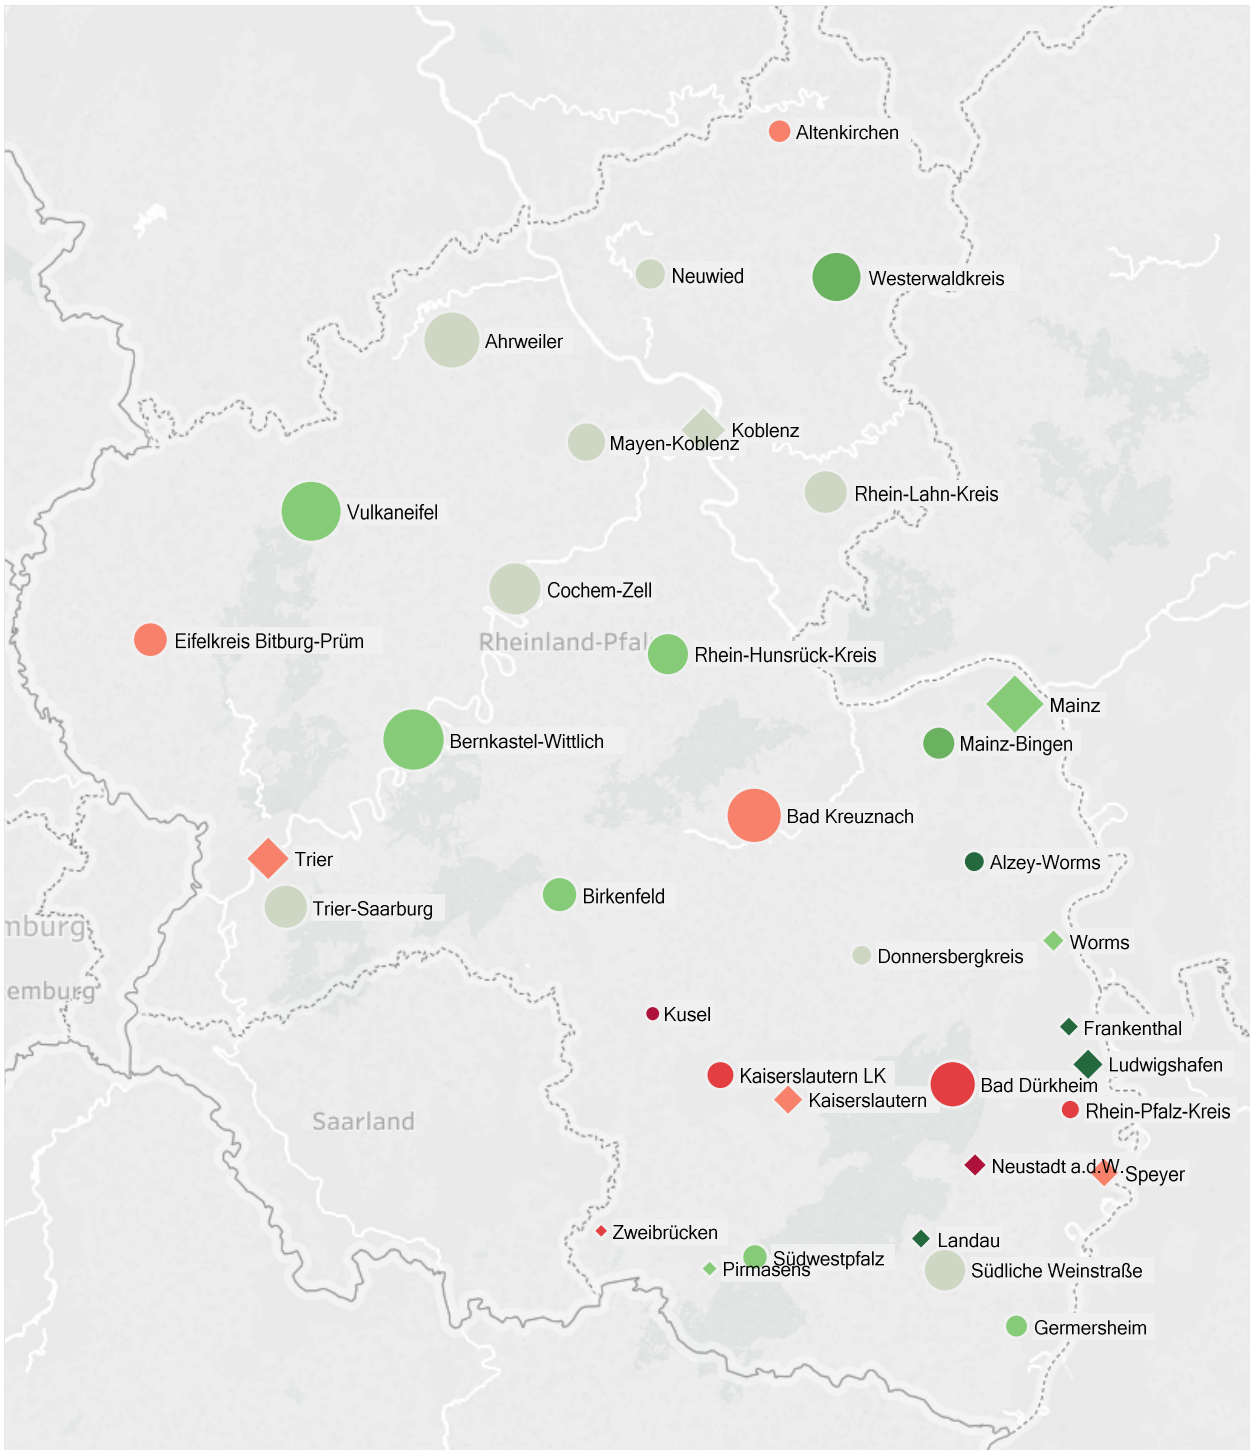 Altenkirchen
Neuwied
Westerwaldkreis
Ahrweiler
Koblenz
Mayen-Koblenz
Rhein-Lahn-Kreis
Vulkaneifel
Cochem-Zell
Eifelkreis Bitburg-Prüm
Rheinland-Pfal
Rhein-Hunsrück-Kreis
Mainz
Bernkastel-Wittlich
Mainz-Bingen
Bad Kreuznach
Trier
Alzey-Worms
Birkenfeld
Trier-Saarburg
mburg
Worms
Donnersbergkreis
emburg
Kusel
Frankenthal
Ludwigshafen
Kaiserslautern LK
Bad Dürkheim
Kaiserslautern
Rhein-Pfalz-Kreis
Saarland
Neustadt a.d.W.
Speyer
Zweibrücken
Landau
Südwestpfalz
Pirmasens
Südliche Weinstraße
Germersheim